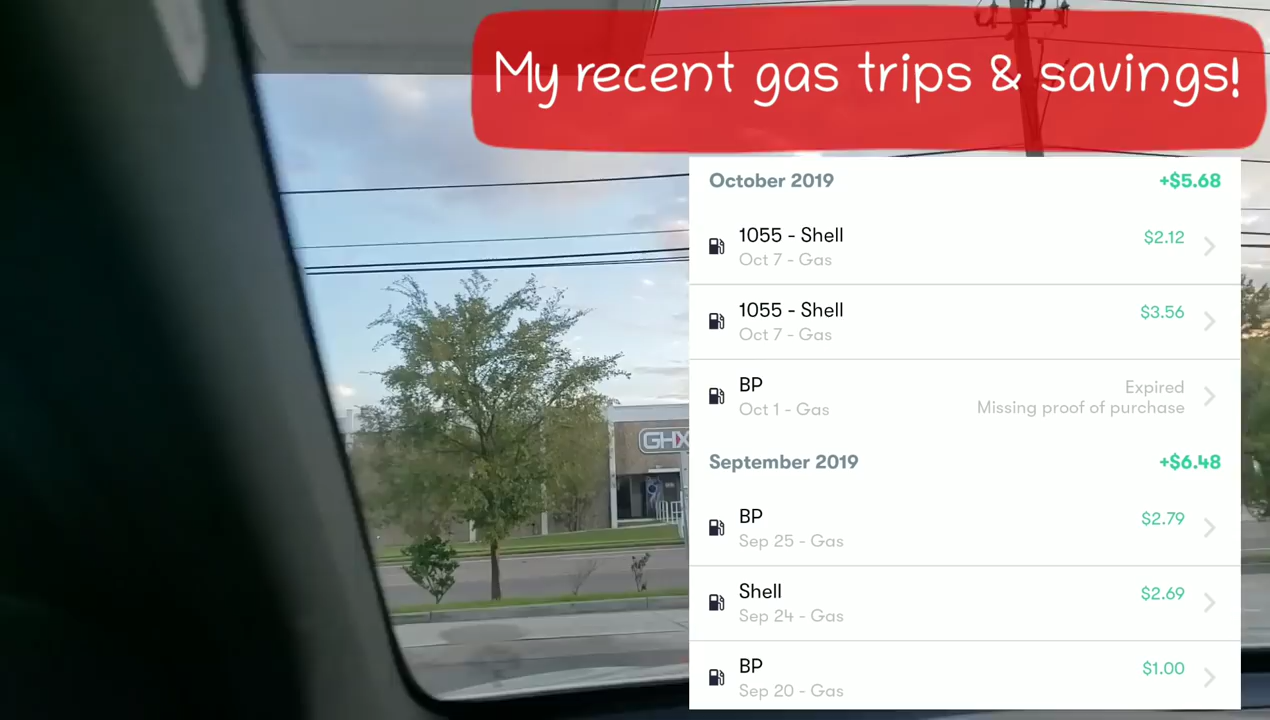 My recent gas trips & savings!
October 2019 +$5.68
1055 - Shell $2.12
Oct 7 - Gas
1055 - Shell $3.56
Oct 7 - Gas
BP Expired
Oct 1 - Gas Missing proof of purchase
September 2019 +$6.48
BP $2.79
Sep 25 - Gas
Shell $2.69
Sep 24 - Gas
BP $1.00
Sep 20 - Gas
GHX